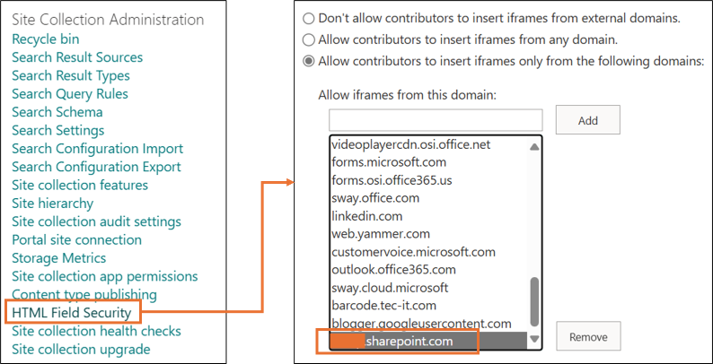 Site Collection Administration
Recycle bin
Search Result Sources
Search Result Types
Search Query Rules
Search Schema
Search Settings
Search Configuration Import
Search Configuration Export
Site collection features
Site hierarchy
Site collection audit settings
Portal site connection
Storage Metrics
Site collection app permissions
Content type publishing
HTML Field Security
Site collection health checks
Site collection upgrade
Don't allow contributors to insert iframes from external domains.
Allow contributors to insert iframes from any domain.
Allow contributors to insert iframes only from the following domains:
Allow iframes from this domain:
Add
videoplayercdn.osi.office.net
forms.microsoft.com
forms.osi.office365.us
sway.office.com
linkedin.com
web.yammer.com
customervoice.microsoft.com
outlook.office365.com
sway.cloud.microsoft
barcode.tec-it.com
blogger.googleusercontent.com
sharepoint.com
Remove